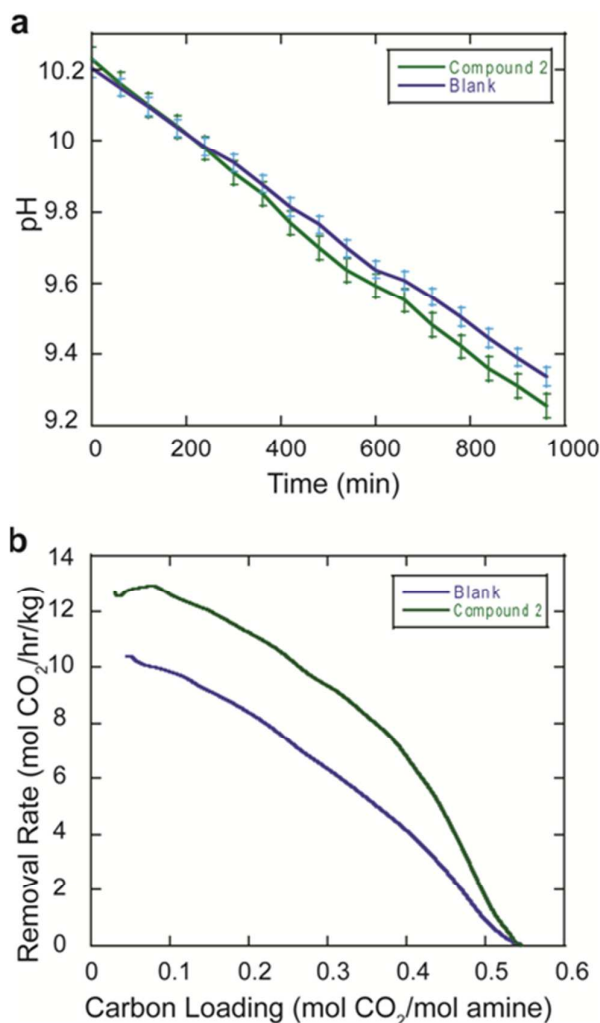 a
10.2
10
9.8
9.6
9.4
9.2
pH
Compound 2
Blank
0
200
400
600
800
1000
Time (min)
b
14
12
10
8
6
4
2
0
Removal Rate (mol CO₂/hr/kg)
Blank
Compound 2
0
0.1
0.2
0.3
0.4
0.5
0.6
Carbon Loading (mol CO₂/mol amine)